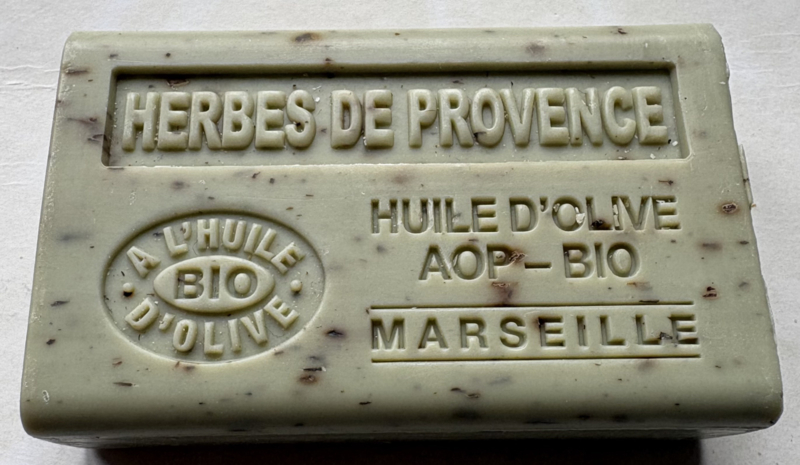 HERBES DE PROVENCE
A L'HUILE
BIO
D'OLIVE
HUILE D'OLIVE
AOP – BIO
MARSEILLE